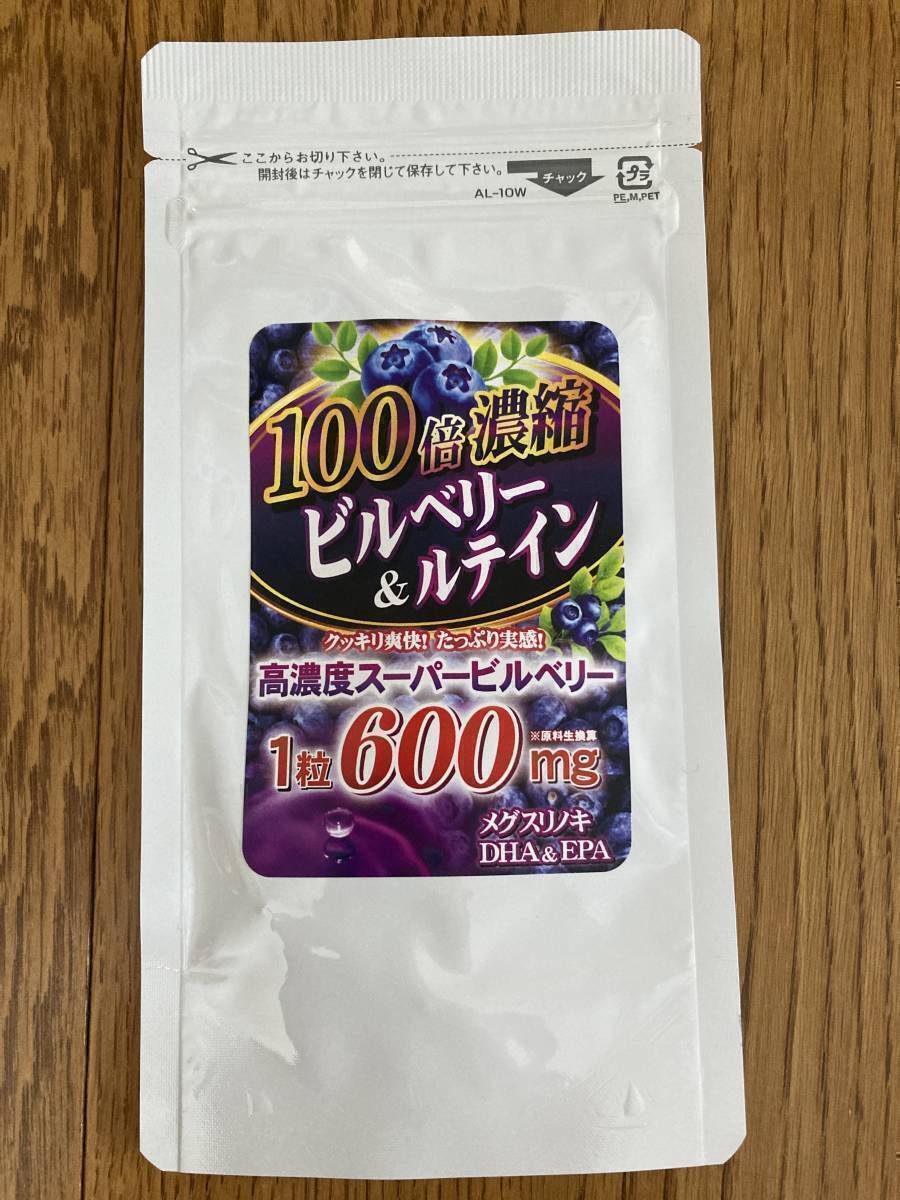 ここからお切り下さい。
開封後はチャックを閉じて保存して下さい。
チャック
AL-10W
プラ
PE,M,PET
100倍濃縮
ビルベリー
&ルテイン
クッキリ爽快! たっぷり実感!
高濃度スーパービルベリー
※原料生換算
1粒600mg
メグスリノキ
DHA&EPA